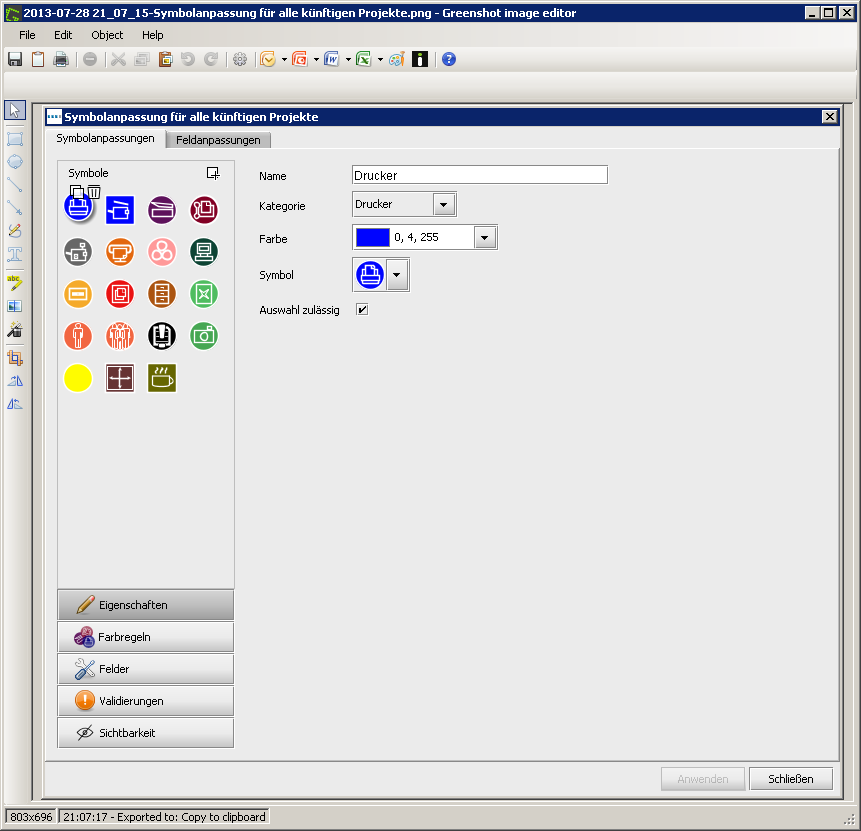 2013-07-28 21_07_15-Symbolanpassung für alle künftigen Projekte.png - Greenshot image editor
File Edit Object Help
Symbolanpassung für alle künftigen Projekte
Symbolanpassungen Feldanpassungen
Symbole
Name Drucker
Kategorie Drucker
Farbe 0, 4, 255
Symbol
Auswahl zulässig
Eigenschaften
Farbregeln
Felder
Validierungen
Sichtbarkeit
Anwenden Schließen
803x696 21:07:17 - Exported to: Copy to clipboard